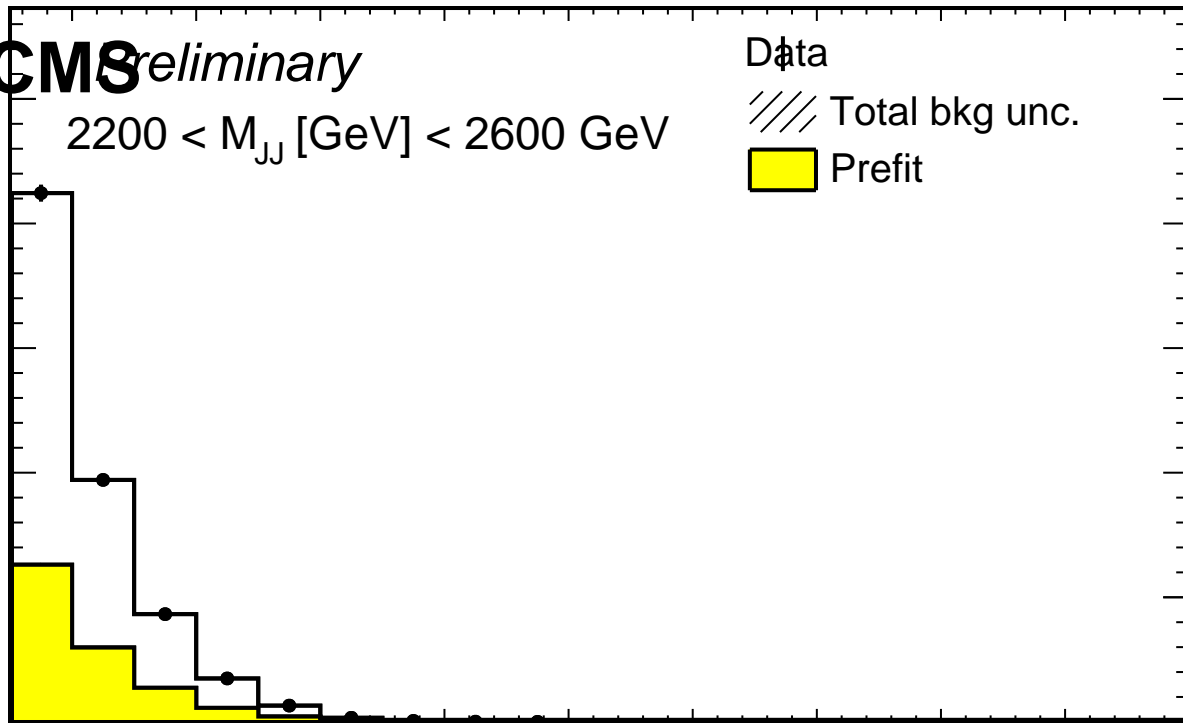 CMS Preliminary
2200 < M_JJ [GeV] < 2600 GeV
Data
Total bkg unc.
Prefit